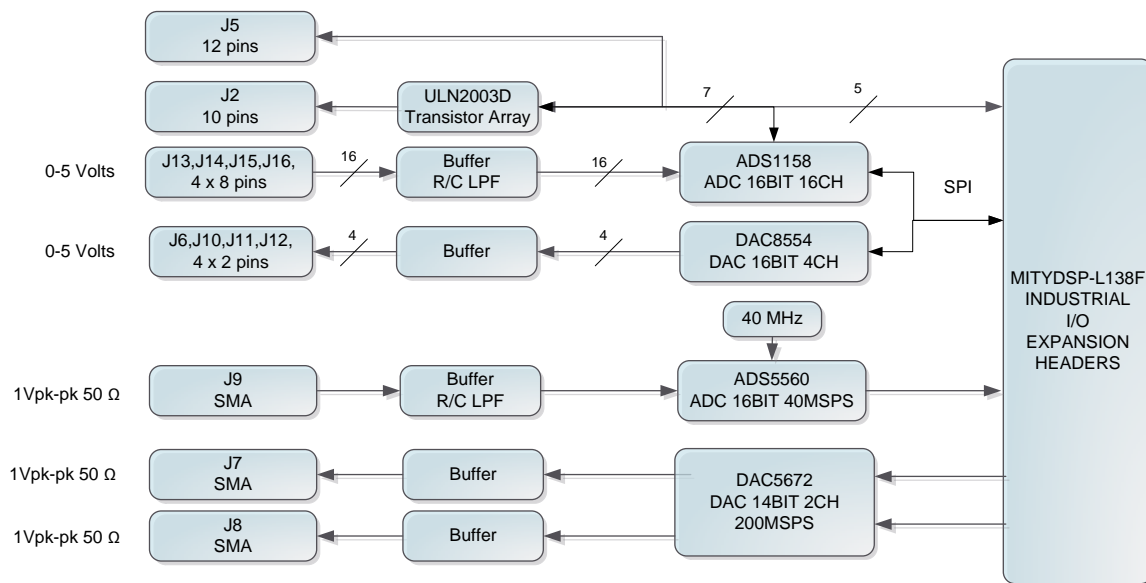 J5
12 pins
J2
10 pins
ULN2003D
Transistor Array
7
5
0-5 Volts
J13,J14,J15,J16,
4 x 8 pins
16
Buffer
R/C LPF
16
ADS1158
ADC 16BIT 16CH
SPI
0-5 Volts
J6,J10,J11,J12,
4 x 2 pins
4
Buffer
4
DAC8554
DAC 16BIT 4CH
MITYDSP-L138F
INDUSTRIAL
I/O
EXPANSION
HEADERS
40 MHz
1Vpk-pk 50 Ω
J9
SMA
Buffer
R/C LPF
ADS5560
ADC 16BIT 40MSPS
1Vpk-pk 50 Ω
J7
SMA
Buffer
DAC5672
DAC 14BIT 2CH
200MSPS
1Vpk-pk 50 Ω
J8
SMA
Buffer